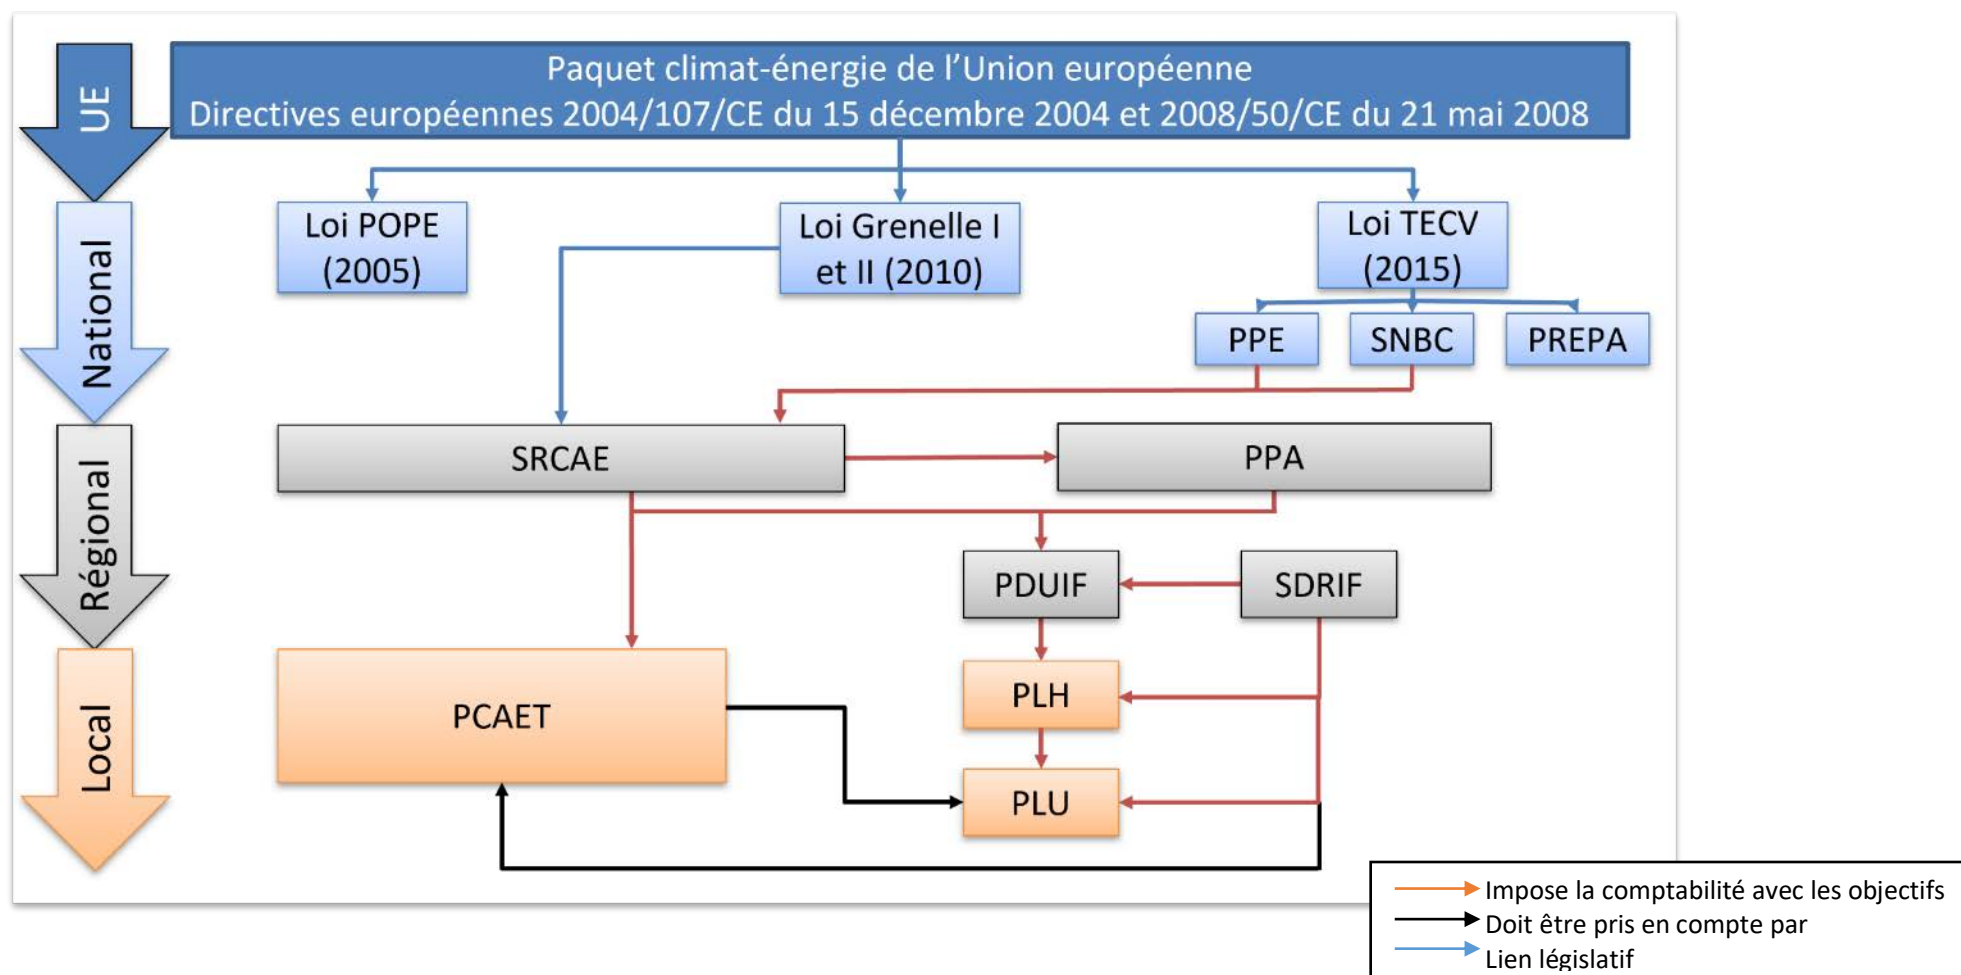 UE
Paquet climat-énergie de l'Union européenne
Directives européennes 2004/107/CE du 15 décembre 2004 et 2008/50/CE du 21 mai 2008
National
Loi POPE
(2005)
Loi Grenelle I
et II (2010)
Loi TECV
(2015)
PPE
SNBC
PREPA
Régional
SRCAE
PPA
PDUIF
SDRIF
Local
PCAET
PLH
PLU
Impose la comptabilité avec les objectifs
Doit être pris en compte par
Lien législatif